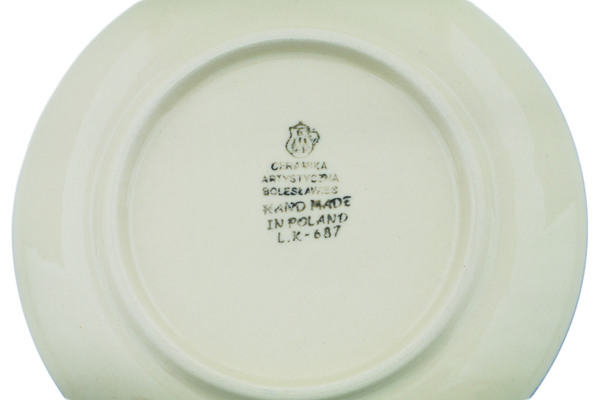 CERAMIKA
ARTYSTYCZNA
BOLESŁAWIEC
HAND MADE
IN POLAND
L.K-687